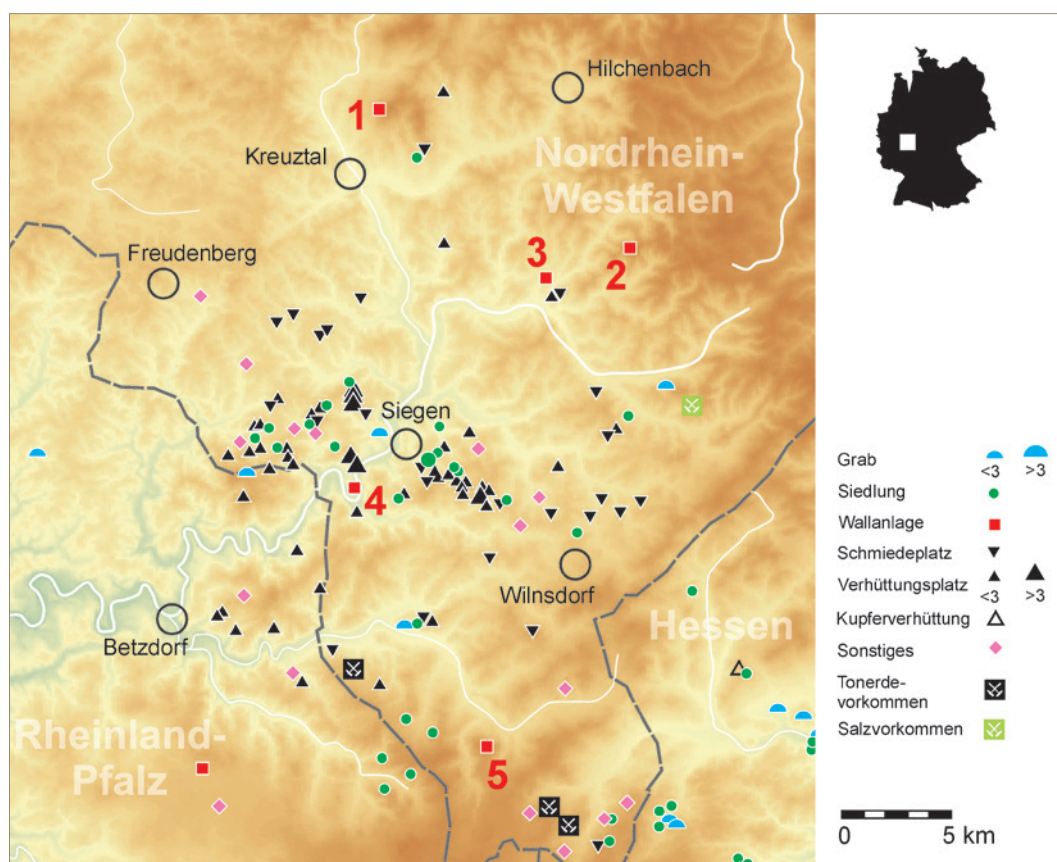 Hilchenbach
1
Kreuztal
Nordrhein-
Westfalen
Freudenberg
3
2
Siegen
4
Wilnsdorf
Betzdorf
Hessen
Rheinland-
Pfalz
5
Grab
<3 >3
Siedlung
Wallanlage
Schmiedeplatz
Verhüttungsplatz
<3 >3
Kupferverhüttung
Sonstiges
Tonerde-
vorkommen
Salzvorkommen
0 5 km